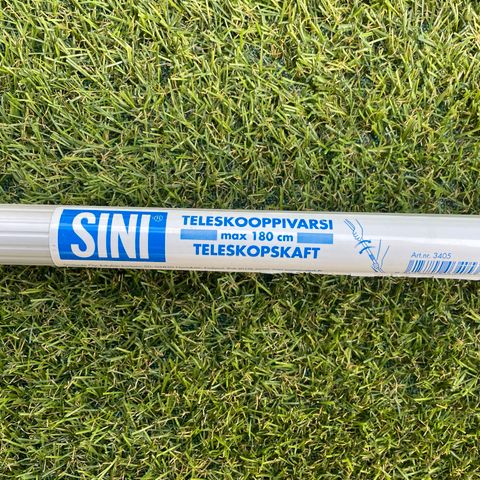 SINI®
TELESKOOPPIVARSI
max 180 cm
TELESKOPSKAFT
Art.nr. 3405